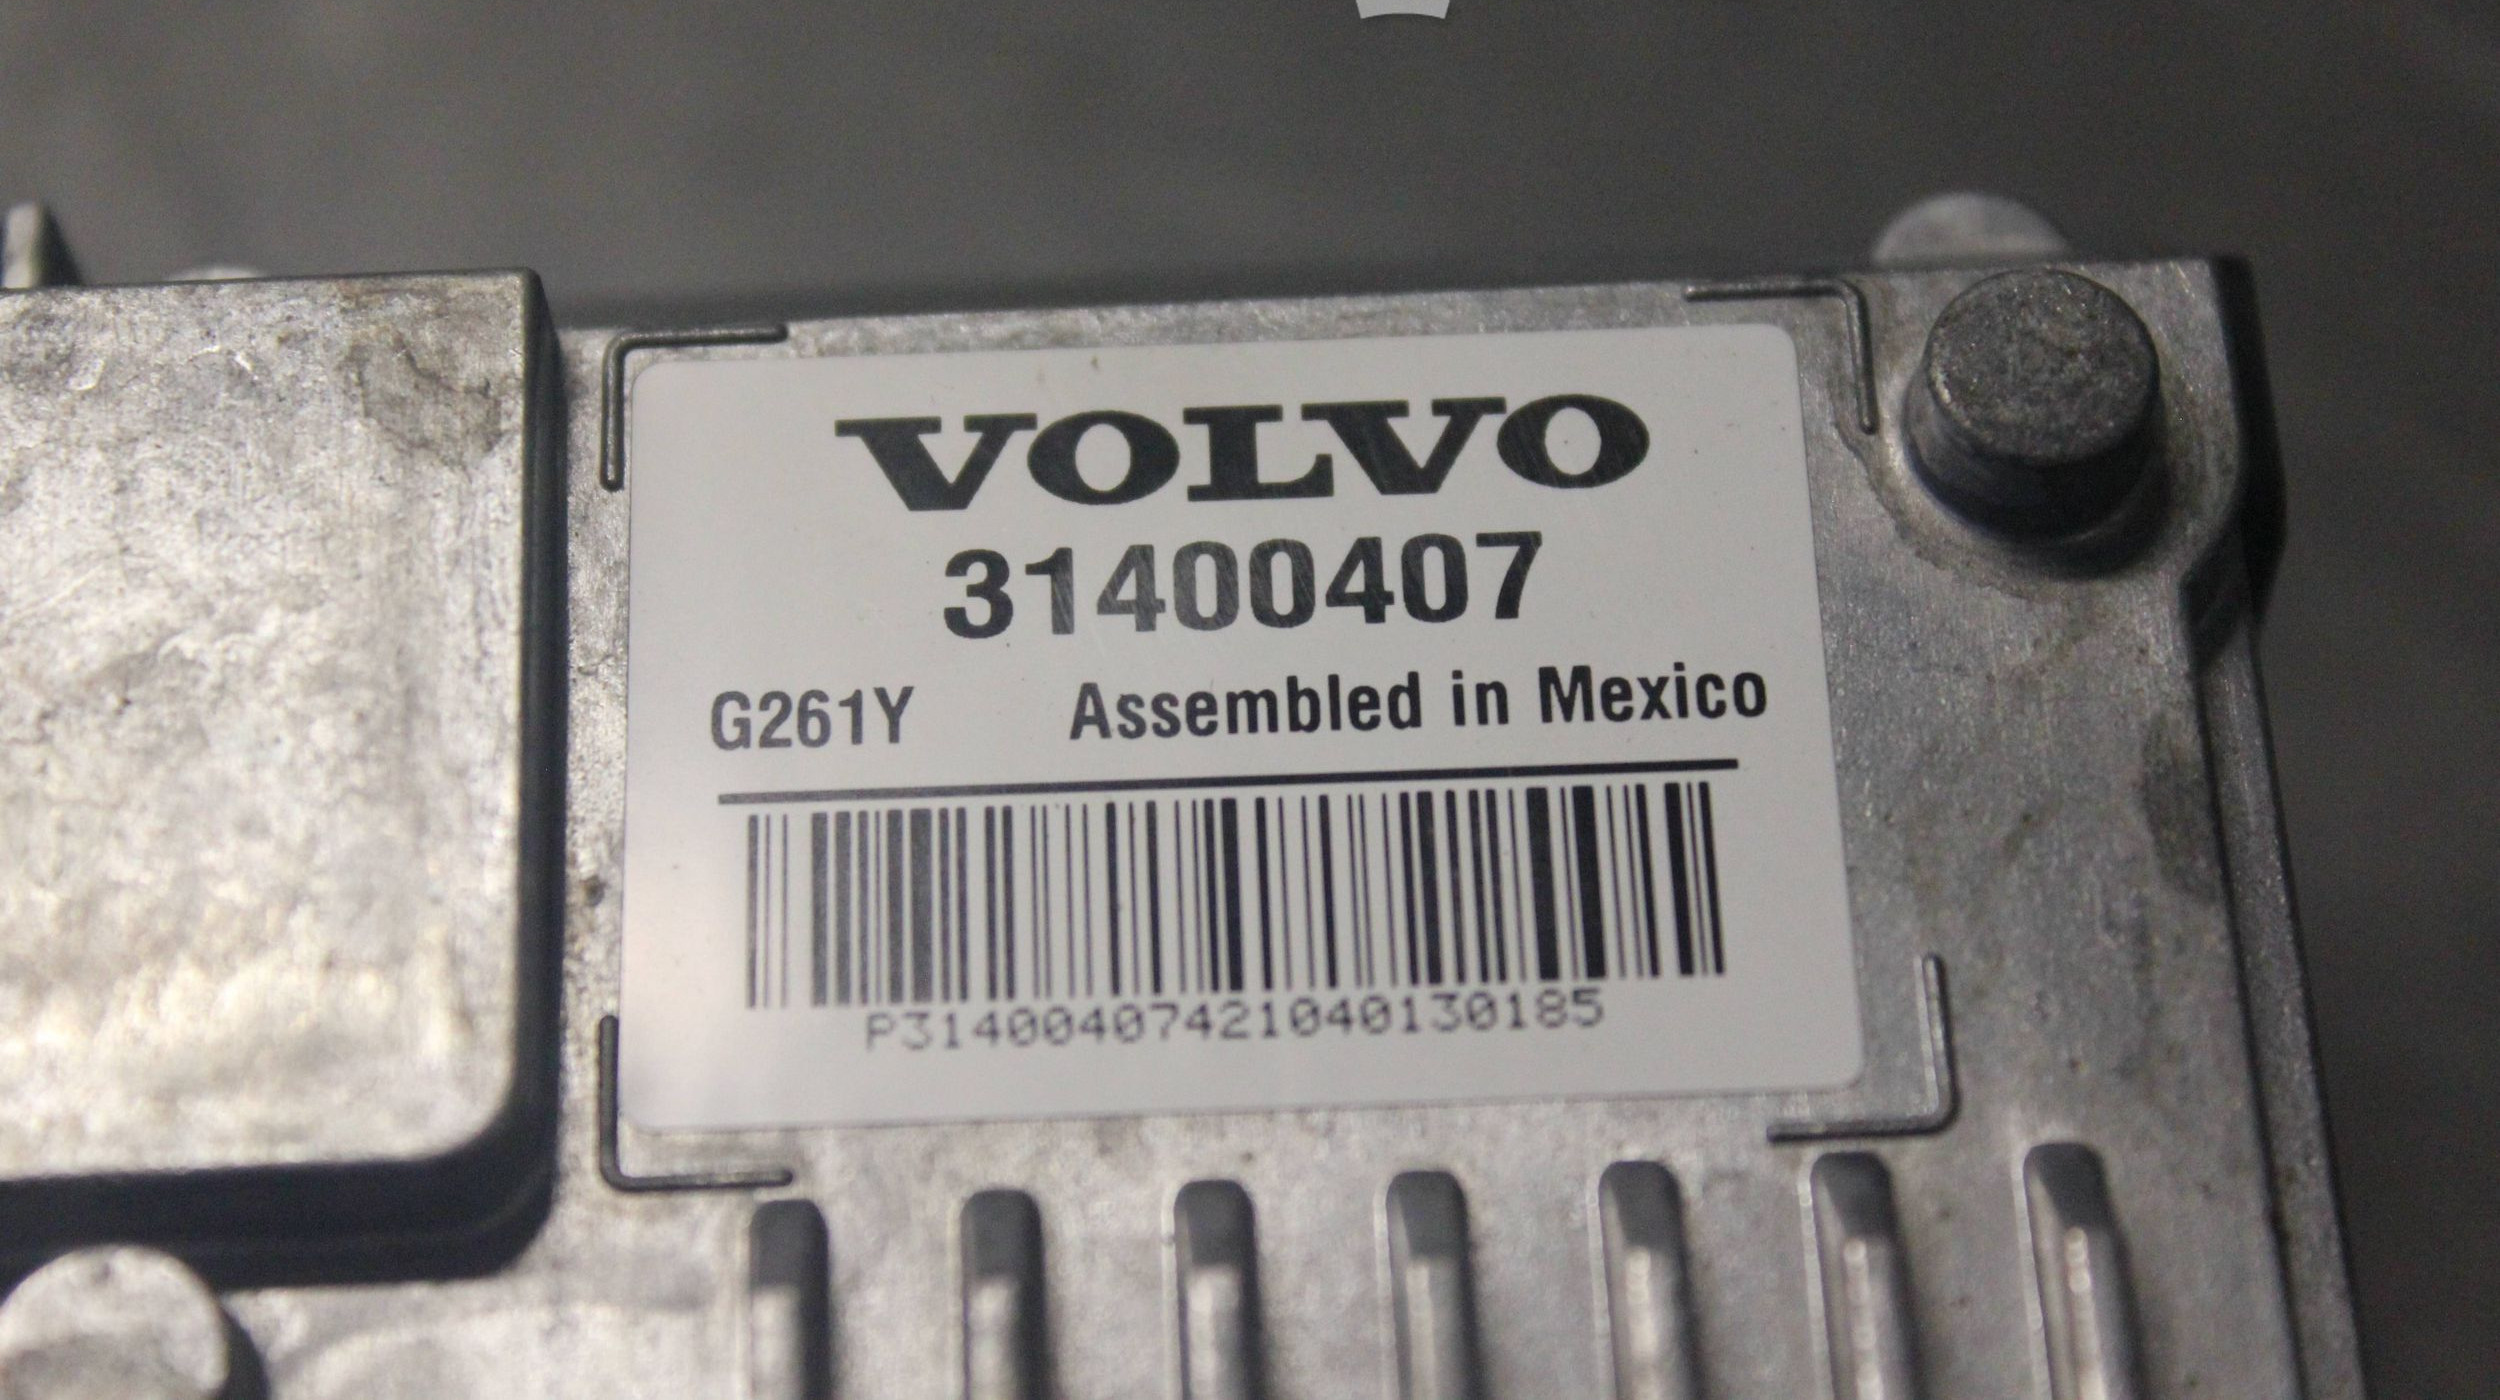 VOLVO
31400407
G261Y Assembled in Mexico
P31400407421040130185